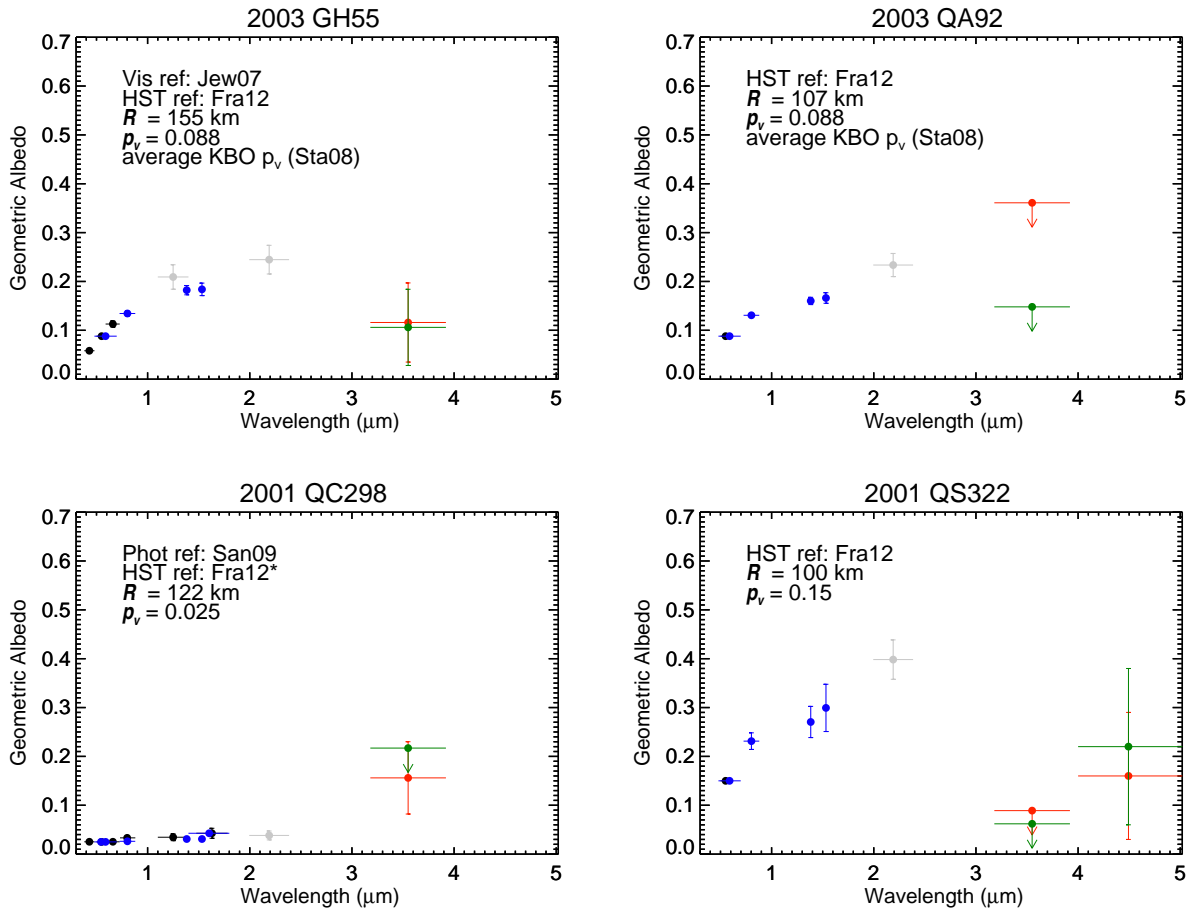 2003 GH55
0.7
0.6
0.5
0.4
0.3
0.2
0.1
0.0
Geometric Albedo
Vis ref: Jew07
HST ref: Fra12
R = 155 km
pv = 0.088
average KBO pv (Sta08)
1 2 3 4 5
Wavelength (μm)
2003 QA92
0.7
0.6
0.5
0.4
0.3
0.2
0.1
0.0
Geometric Albedo
HST ref: Fra12
R = 107 km
pv = 0.088
average KBO pv (Sta08)
1 2 3 4 5
Wavelength (μm)
2001 QC298
0.7
0.6
0.5
0.4
0.3
0.2
0.1
0.0
Geometric Albedo
Phot ref: San09
HST ref: Fra12*
R = 122 km
pv = 0.025
1 2 3 4 5
Wavelength (μm)
2001 QS322
0.7
0.6
0.5
0.4
0.3
0.2
0.1
0.0
Geometric Albedo
HST ref: Fra12
R = 100 km
pv = 0.15
1 2 3 4 5
Wavelength (μm)